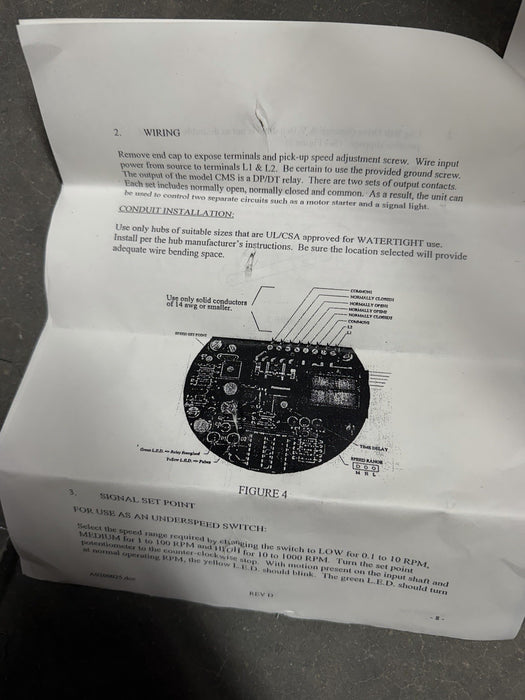 2. WIRING
Remove end cap to expose terminals and pick-up speed adjustment screw. Wire input
power from source to terminals L1 & L2. Be certain to use the provided ground screw.
The output of the model CMS is a DP/DT relay. There are two sets of output contacts.
Each set includes normally open, normally closed and common. As a result, the unit can
be used to control two separate circuits such as a motor starter and a signal light.
CONDUIT INSTALLATION:
Use only hubs of suitable sizes that are UL/CSA approved for WATERTIGHT use.
Install per the hub manufacturer's instructions. Be sure the location selected will provide
adequate wire bending space.
Use only solid conductors
of 14 awg or smaller.
COMMON
NORMALLY CLOSED
NORMALLY OPEN
NORMALLY OPEN
NORMALLY CLOSED
COMMON
L2
L1
SPEED SET POINT
TIME DELAY
SPEED RANGE
M H L
Green L.E.D. — Relay Energized
Yellow L.E.D. — Pulses
FIGURE 4
3. SIGNAL SET POINT
FOR USE AS AN UNDERSPEED SWITCH:
Select the speed range required by changing the switch to LOW for 0.1 to 10 RPM,
MEDIUM for 1 to 100 RPM and HIGH for 10 to 1000 RPM. Turn the set point
potentiometer to the counter-clockwise stop. With motion present on the input shaft and
at normal operating RPM, the yellow L.E.D. should blink. The green L.E.D. should turn
REV D
- 8 -